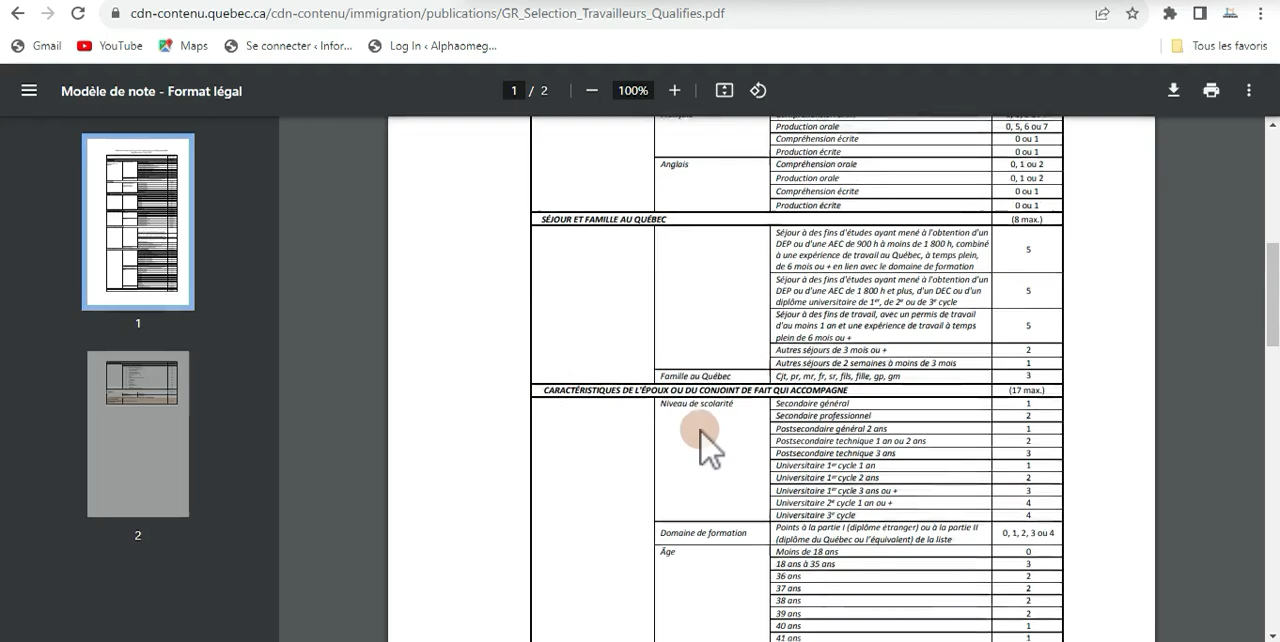 cdn-contenu.quebec.ca/cdn-contenu/immigration/publications/GR_Selection_Travailleurs_Qualifies.pdf
Gmail YouTube Maps Se connecter ‹ Infor... Log In ‹ Alphaomeg... Tous les favoris
Modèle de note - Format légal 1 / 2 100%
Production orale 0, 5, 6 ou 7
Compréhension écrite 0 ou 1
Production écrite 0 ou 1
Anglais Compréhension orale 0, 1 ou 2
Production orale 0, 1 ou 2
Compréhension écrite 0 ou 1
Production écrite 0 ou 1
SÉJOUR ET FAMILLE AU QUÉBEC (8 max.)
Séjour à des fins d'études ayant mené à l'obtention d'un
DEP ou d'une AEC de 900 h à moins de 1 800 h, combiné
à une expérience de travail au Québec, à temps plein,
de 6 mois ou + en lien avec le domaine de formation
5
Séjour à des fins d'études ayant mené à l'obtention d'un
DEP ou d'une AEC de 1 800 h et plus, d'un DEC ou d'un
diplôme universitaire de 1er, de 2e ou de 3e cycle
5
Séjour à des fins de travail, avec un permis de travail
d'au moins 1 an et une expérience de travail à temps
plein de 6 mois ou +
5
Autres séjours de 3 mois ou + 2
Autres séjours de 2 semaines à moins de 3 mois 1
Famille au Québec Cjt, pr, mr, fr, sr, fils, fille, gp, gm 3
CARACTÉRISTIQUES DE L'ÉPOUX OU DU CONJOINT DE FAIT QUI ACCOMPAGNE (17 max.)
Niveau de scolarité Secondaire général 1
Secondaire professionnel 2
Postsecondaire général 2 ans 1
Postsecondaire technique 1 an ou 2 ans 2
Postsecondaire technique 3 ans 3
Universitaire 1er cycle 1 an 1
Universitaire 1er cycle 2 ans 2
Universitaire 1er cycle 3 ans ou + 3
Universitaire 2e cycle 1 an ou + 4
Universitaire 3e cycle 4
Domaine de formation Points à la partie I (diplôme étranger) ou à la partie II
(diplôme du Québec ou l'équivalent) de la liste
0, 1, 2, 3 ou 4
Âge Moins de 18 ans 0
18 ans à 35 ans 3
36 ans 2
37 ans 2
38 ans 2
39 ans 2
40 ans 1
41 ans 1
1
2